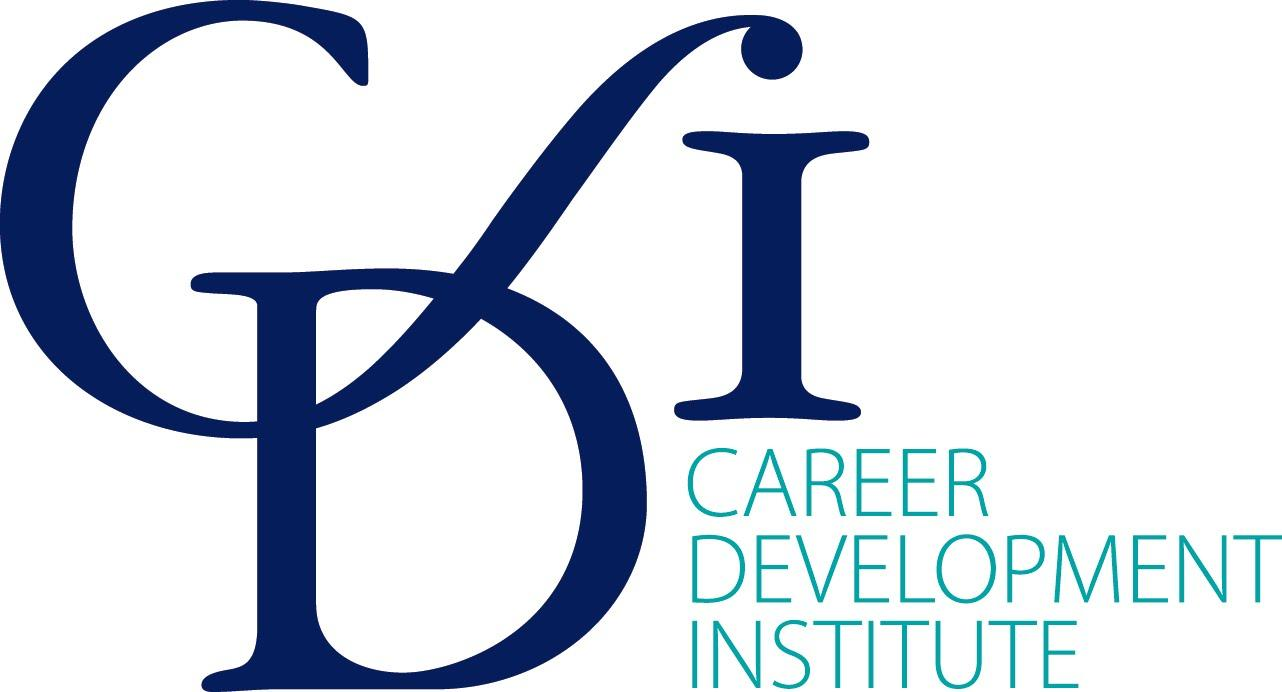 CDI
CAREER
DEVELOPMENT
INSTITUTE